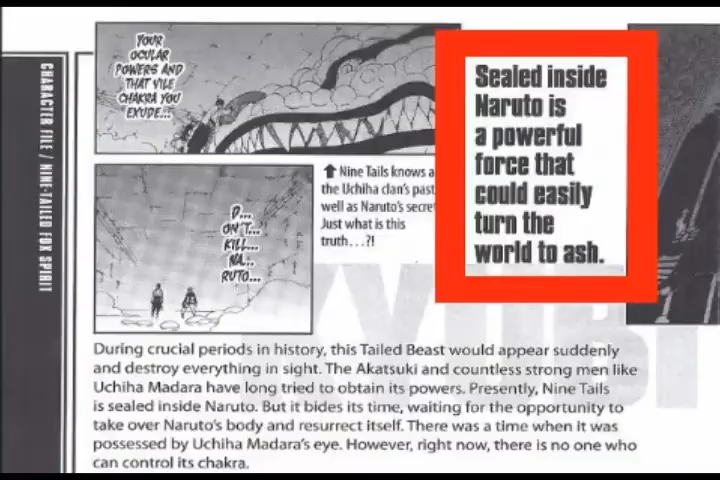 CHARACTER FILE / NINE-TAILED FOX SPIRIT
YOUR
OCULAR
POWERS AND
THAT VILE
CHAKRA YOU
EXUDE...
Sealed inside
Naruto is
a powerful
force that
could easily
turn the
world to ash.
Nine Tails knows a
the Uchiha clan's past
well as Naruto's secre
Just what is this
truth...?!
D...
ON'T...
KILL...
NA...
RUTO...
KYUBI
During crucial periods in history, this Tailed Beast would appear suddenly
and destroy everything in sight. The Akatsuki and countless strong men like
Uchiha Madara have long tried to obtain its powers. Presently, Nine Tails
is sealed inside Naruto. But it bides its time, waiting for the opportunity to
take over Naruto's body and resurrect itself. There was a time when it was
possessed by Uchiha Madara's eye. However, right now, there is no one who
can control its chakra.